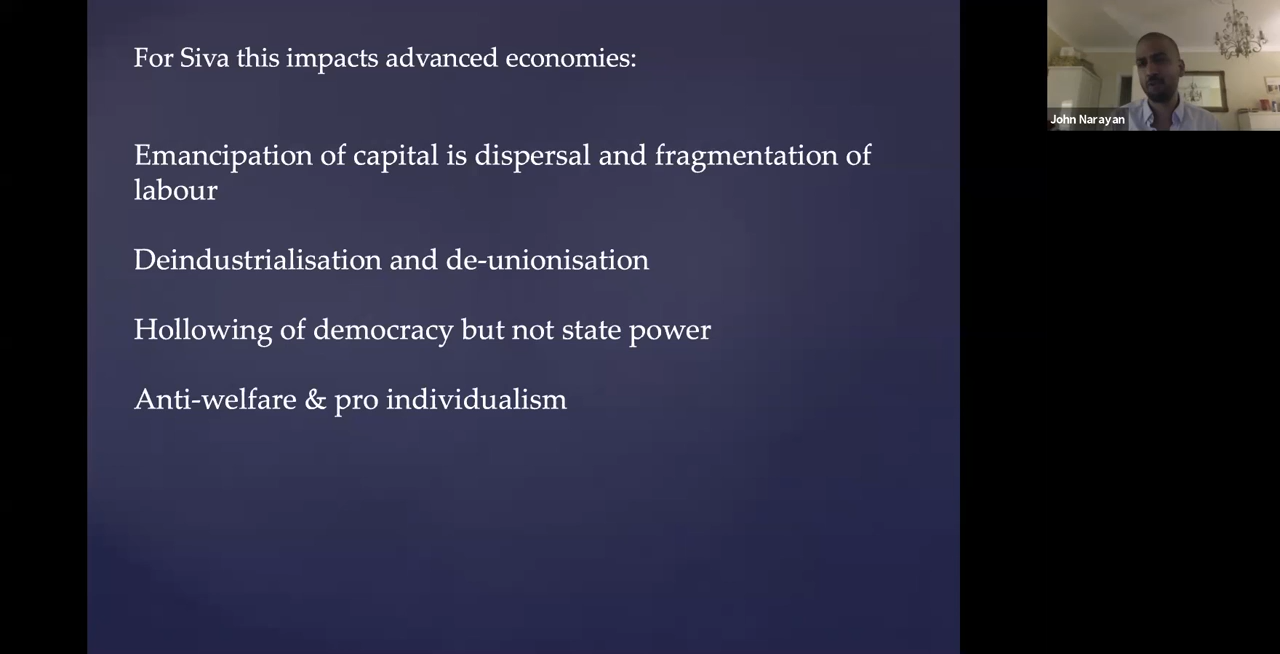 For Siva this impacts advanced economies:
Emancipation of capital is dispersal and fragmentation of
labour
Deindustrialisation and de-unionisation
Hollowing of democracy but not state power
Anti-welfare & pro individualism
John Narayan